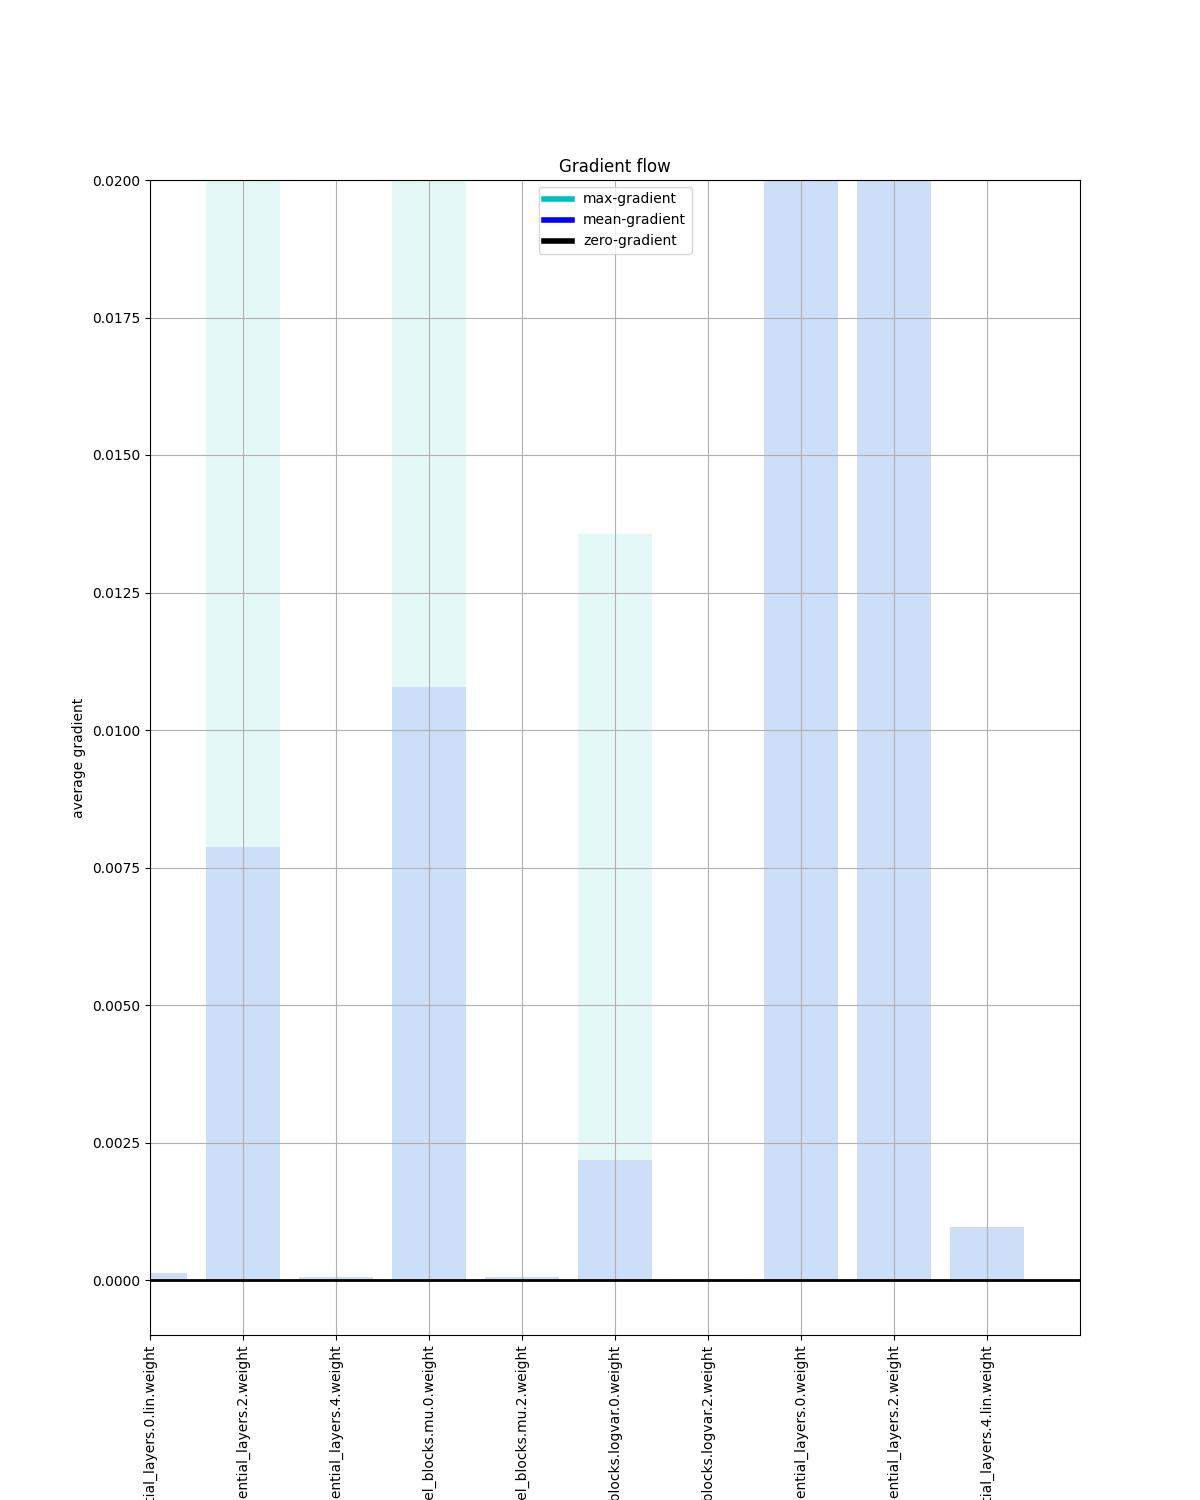 Gradient flow
max-gradient
mean-gradient
zero-gradient
0.0200
0.0175
0.0150
0.0125
0.0100
0.0075
0.0050
0.0025
0.0000
average gradient
tial_layers.0.lin.weight
ential_layers.2.weight
ential_layers.4.weight
el_blocks.mu.0.weight
el_blocks.mu.2.weight
blocks.logvar.0.weight
blocks.logvar.2.weight
ential_layers.0.weight
ential_layers.2.weight
tial_layers.4.lin.weight